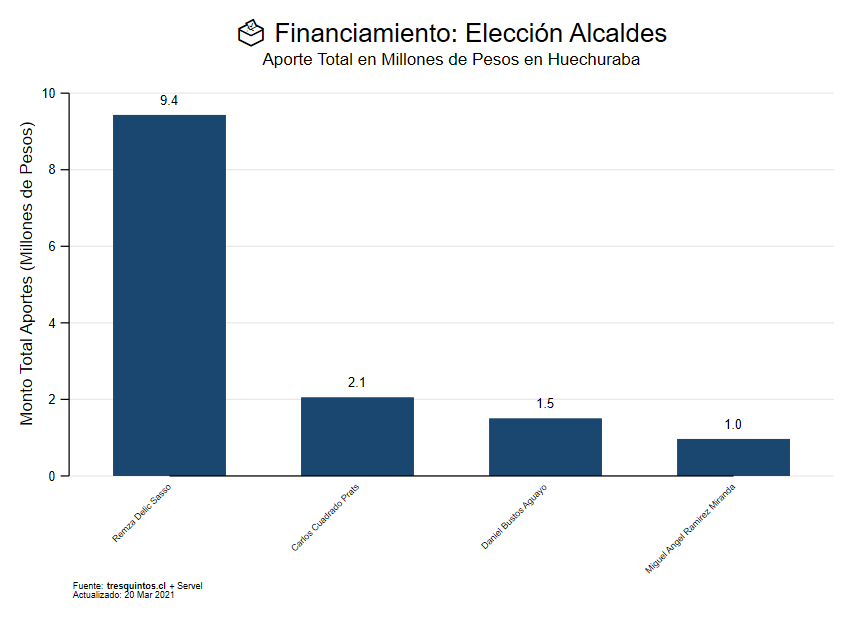 🗳 Financiamiento: Elección Alcaldes
Aporte Total en Millones de Pesos en Huechuraba
Monto Total Aportes (Millones de Pesos)
10
8
6
4
2
0
9.4
2.1
1.5
1.0
Remza Delic Sasso
Carlos Cuadrado Prats
Daniel Bustos Aguayo
Miguel Angel Ramirez Miranda
Fuente: tresquintos.cl + Servel
Actualizado: 20 Mar 2021